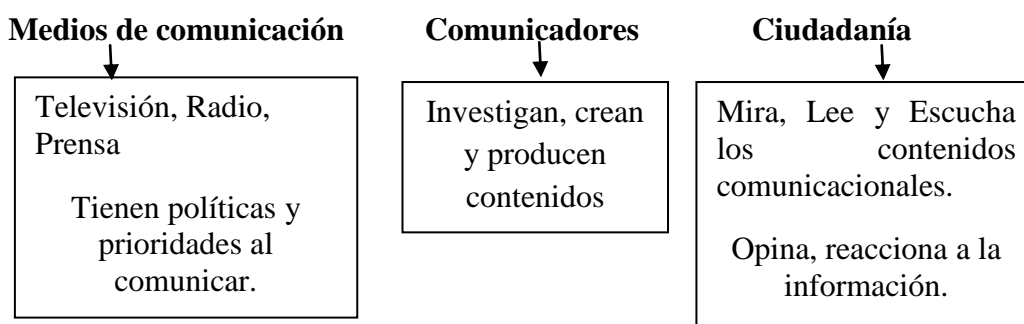 Medios de comunicación
Televisión, Radio,
Prensa
Tienen políticas y
prioridades al
comunicar.
Comunicadores
Investigan, crean
y producen
contenidos
Ciudadanía
Mira, Lee y Escucha
los contenidos
comunicacionales.
Opina, reacciona a la
información.